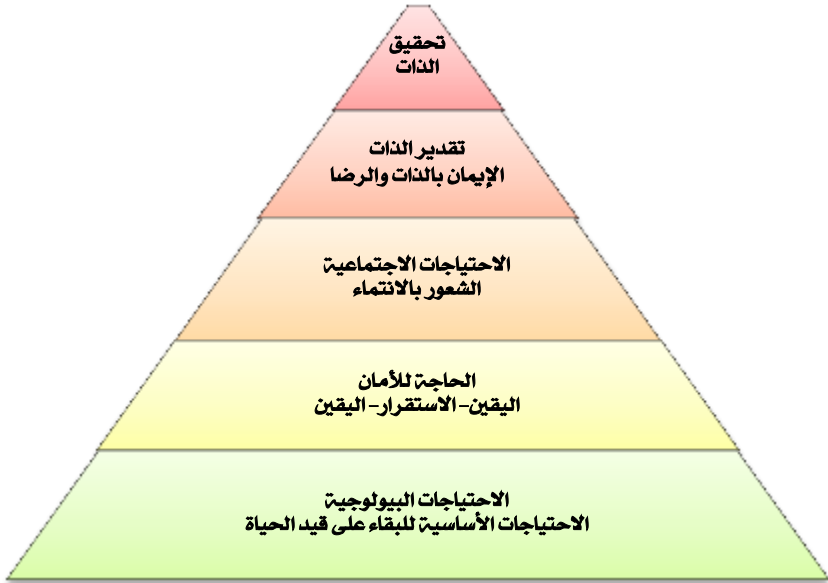 تحقيق
الذات
تقدير الذات
الإيمان بالذات والرضا
الاحتياجات الاجتماعية
الشعور بالانتماء
الحاجة للأمان
اليقين- الاستقرار- اليقين
الاحتياجات البيولوجية
الاحتياجات الأساسية للبقاء على قيد الحياة